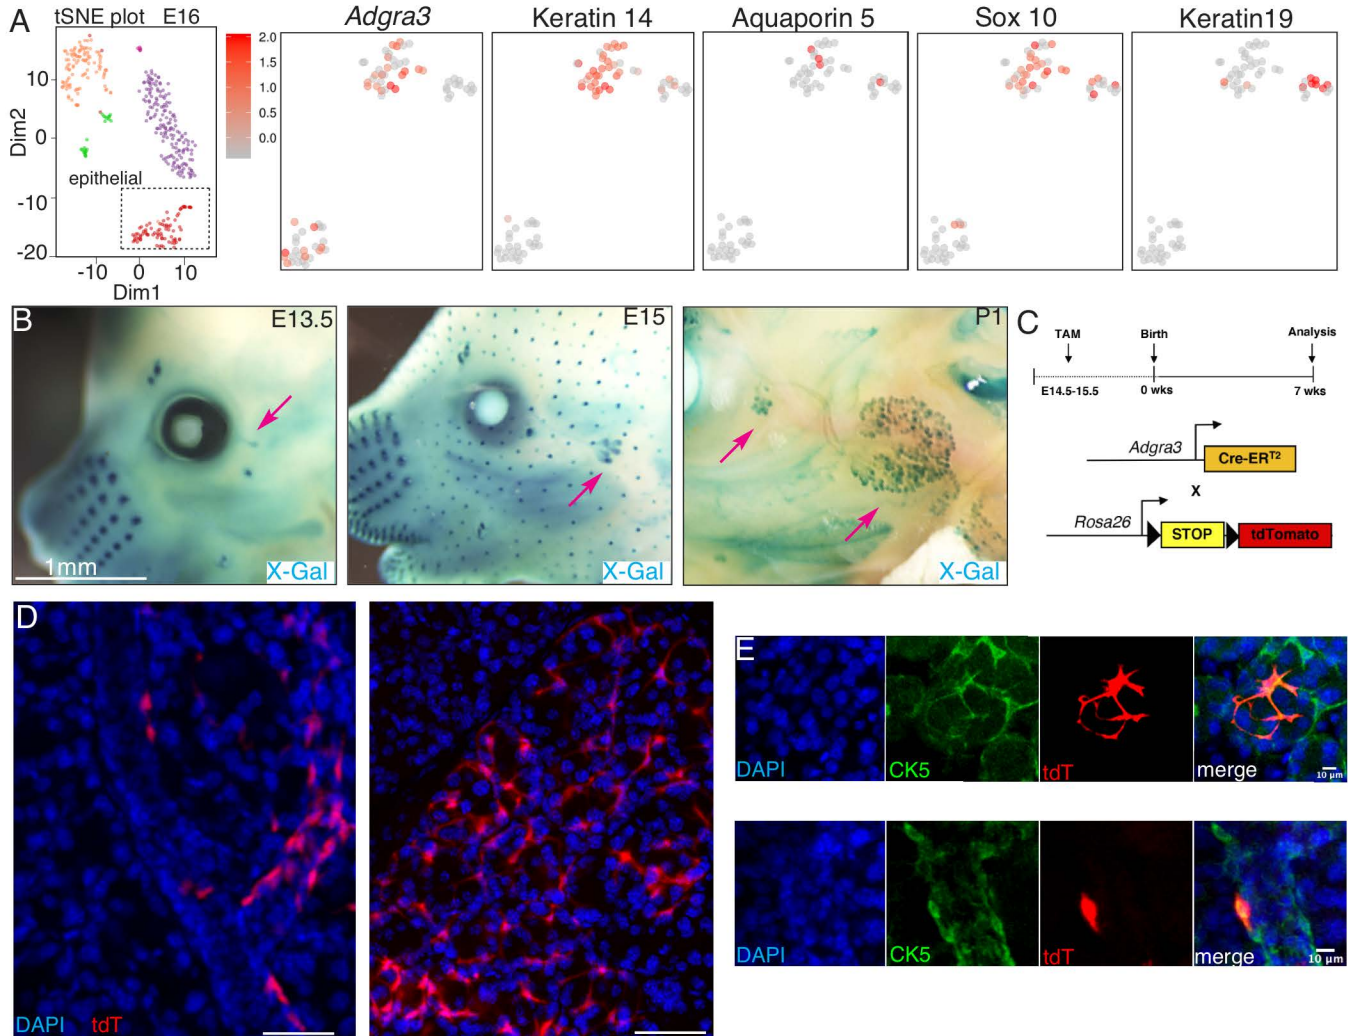 A
tSNE plot E16
Dim2
10
0
-10
-20
epithelial
-10 0 10
Dim1
2.0
1.5
1.0
0.5
0.0
Adgra3
Keratin 14
Aquaporin 5
Sox 10
Keratin19
B
E13.5
1mm
X-Gal
E15
X-Gal
P1
X-Gal
C
TAM Birth Analysis
E14.5-15.5 0 wks 7 wks
Adgra3
Cre-ERT2
X
Rosa26
STOP
tdTomato
D
DAPI tdT
E
DAPI CK5 tdT merge
10 µm
DAPI CK5 tdT merge
10 µm